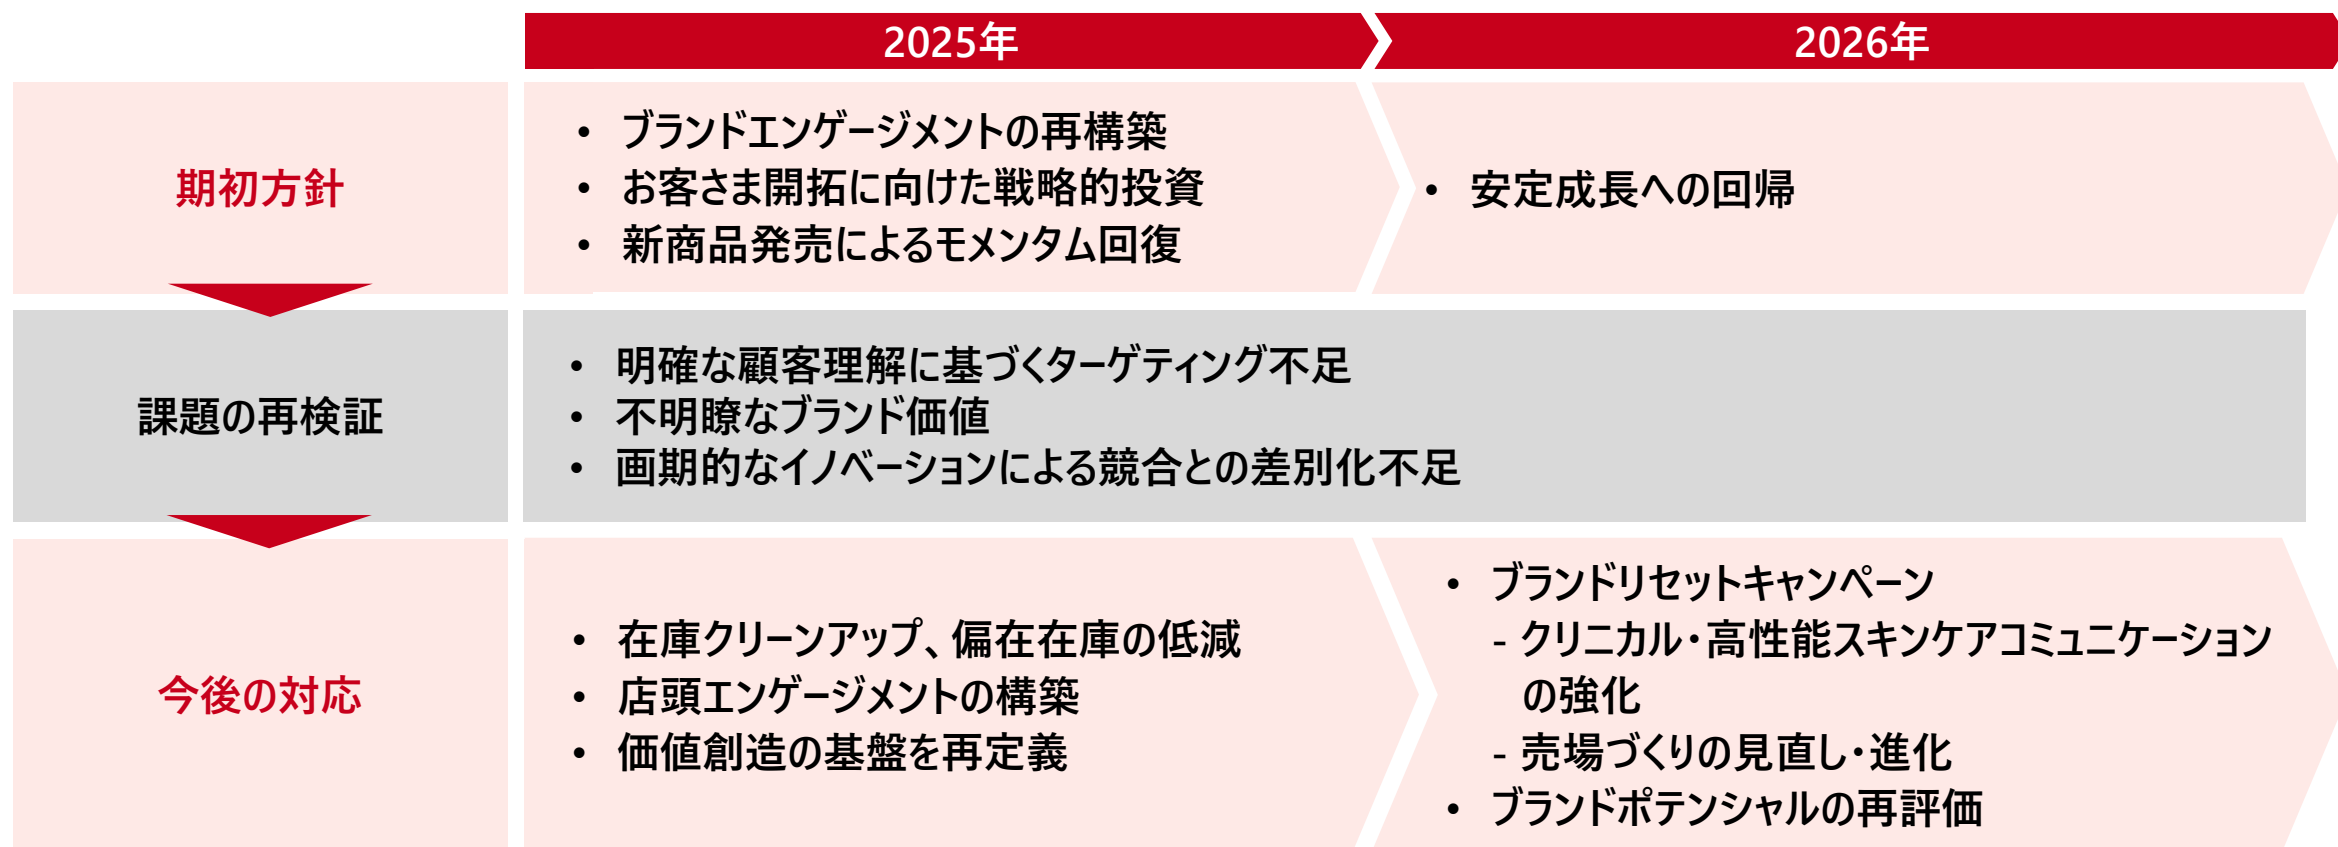 2025年
2026年
期初方針
• ブランドエンゲージメントの再構築
• お客さま開拓に向けた戦略的投資
• 新商品発売によるモメンタム回復
• 安定成長への回帰
課題の再検証
• 明確な顧客理解に基づくターゲティング不足
• 不明瞭なブランド価値
• 画期的なイノベーションによる競合との差別化不足
今後の対応
• 在庫クリーンアップ、偏在在庫の低減
• 店頭エンゲージメントの構築
• 価値創造の基盤を再定義
• ブランドリセットキャンペーン
- クリニカル・高性能スキンケアコミュニケーション
の強化
- 売場づくりの見直し・進化
• ブランドポテンシャルの再評価